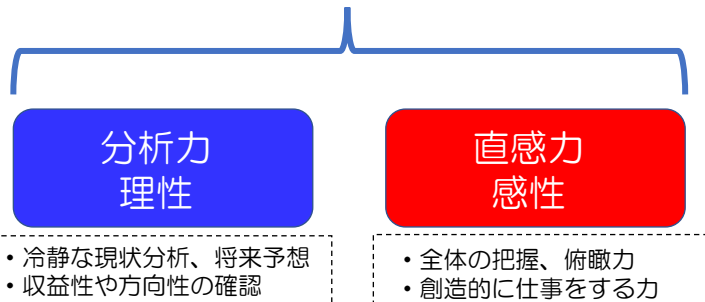 分析力
理性
・冷静な現状分析、将来予想
・収益性や方向性の確認
直感力
感性
・全体の把握、俯瞰力
・創造的に仕事をする力